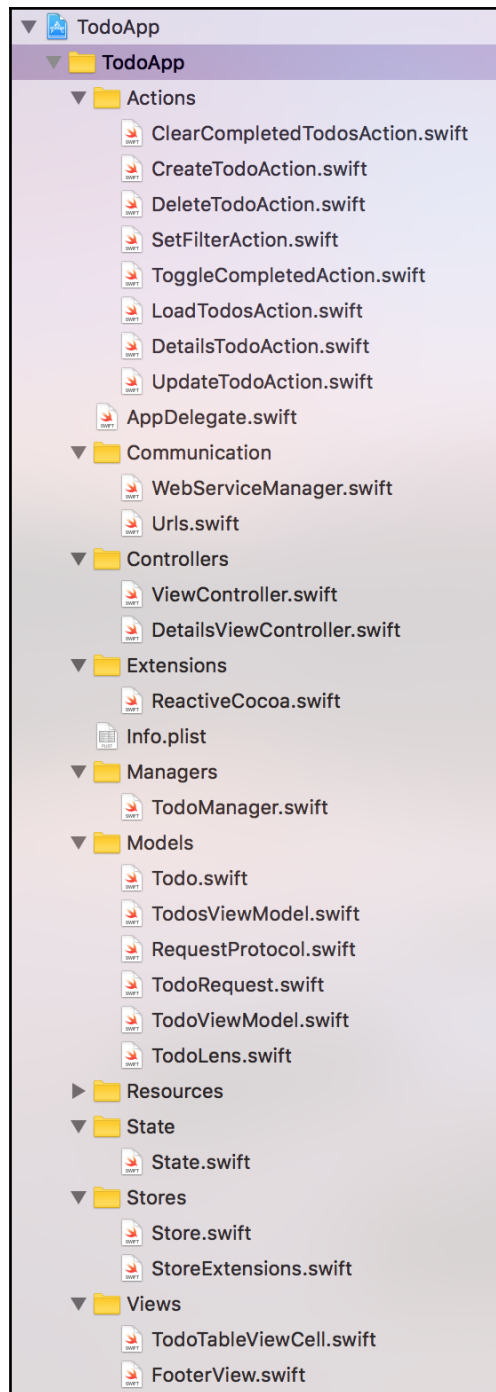 TodoApp
TodoApp
Actions
ClearCompletedTodosAction.swift
CreateTodoAction.swift
DeleteTodoAction.swift
SetFilterAction.swift
ToggleCompletedAction.swift
LoadTodosAction.swift
DetailsTodoAction.swift
UpdateTodoAction.swift
AppDelegate.swift
Communication
WebServiceManager.swift
Urls.swift
Controllers
ViewController.swift
DetailsViewController.swift
Extensions
ReactiveCocoa.swift
Info.plist
Managers
TodoManager.swift
Models
Todo.swift
TodosViewModel.swift
RequestProtocol.swift
TodoRequest.swift
TodoViewModel.swift
TodoLens.swift
Resources
State
State.swift
Stores
Store.swift
StoreExtensions.swift
Views
TodoTableViewCell.swift
FooterView.swift